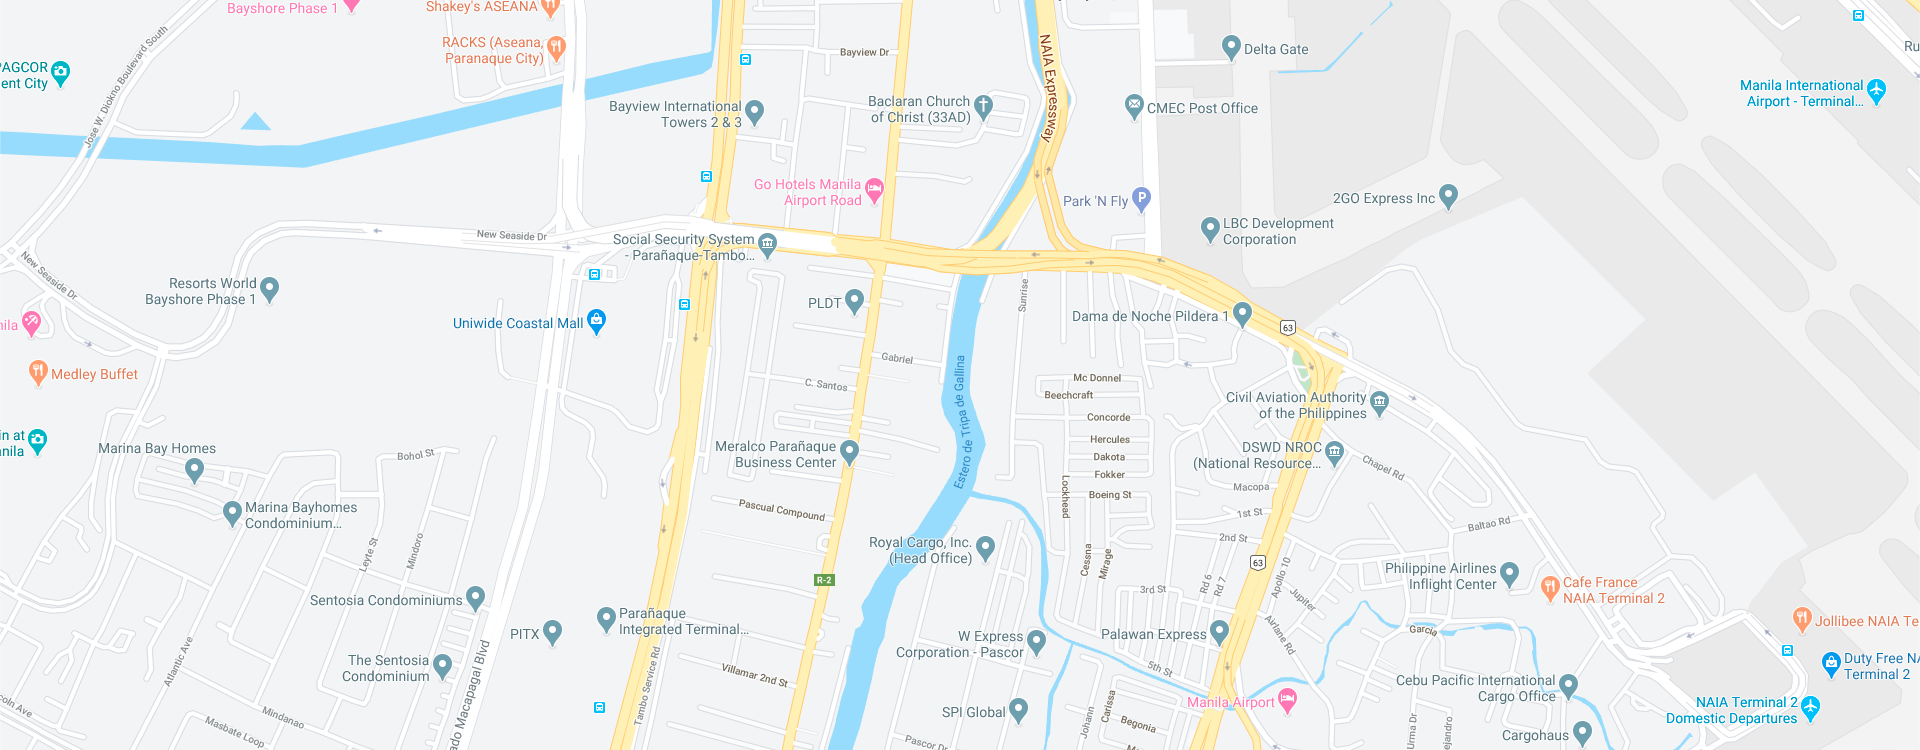 Bayshore Phase 1
Shakey's ASEANA
RACKS (Aseana,
Paranaque City)
PAGCOR
ent City
Jose W. Diokno Boulevard South
Bayview Dr
NAIA Expressway
Delta Gate
Ru
Manila International
Airport - Terminal...
Bayview International
Towers 2 & 3
Baclaran Church
of Christ (33AD)
CMEC Post Office
Go Hotels Manila
Airport Road
Park 'N Fly
P
2GO Express Inc
LBC Development
Corporation
New Seaside Dr
Social Security System
- Parañaque-Tambo...
New Seaside Dr
Resorts World
Bayshore Phase 1
PLDT
Sunrise
Dama de Noche Pildera 1
63
nila
Uniwide Coastal Mall
Medley Buffet
Gabriel
C. Santos
Estero de Tripa de Gallina
Mc Donnel
Beechcraft
Concorde
Hercules
Dakota
Fokker
Boeing St
Lockhead
Civil Aviation Authority
of the Philippines
DSWD NROC
(National Resource...
Chapel Rd
Macopa
1st St
2nd St
Baltao Rd
in at
anila
Marina Bay Homes
Bohol St
Marina Bayhomes
Condominium...
Meralco Parañaque
Business Center
Pascual Compound
Leyte St
Mindoro
Royal Cargo, Inc.
(Head Office)
Cessna
Mirage
63
R-2
3rd St
Rd 6
Rd 7
Apollo 10
Jupiter
Airlane Rd
Philippine Airlines
Inflight Center
Cafe France
NAIA Terminal 2
Jollibee NAIA Te
Garcia
Sentosia Condominiums
PITX
Parañaque
Integrated Terminal...
W Express
Corporation - Pascor
Palawan Express
5th St
The Sentosia
Condominium
Atlantic Ave
Villamar 2nd St
Tambo Service Rd
Duty Free NA
Terminal 2
Cebu Pacific International
Cargo Office
Manila Airport
NAIA Terminal 2
Domestic Departures
SPI Global
Johann
Carlissa
Begonia
Ma
Pascor Dr
Urma Dr
ejandro
Cargohaus
coln Ave
Masbate Loop
Mindanao
ado Macapagal Blvd